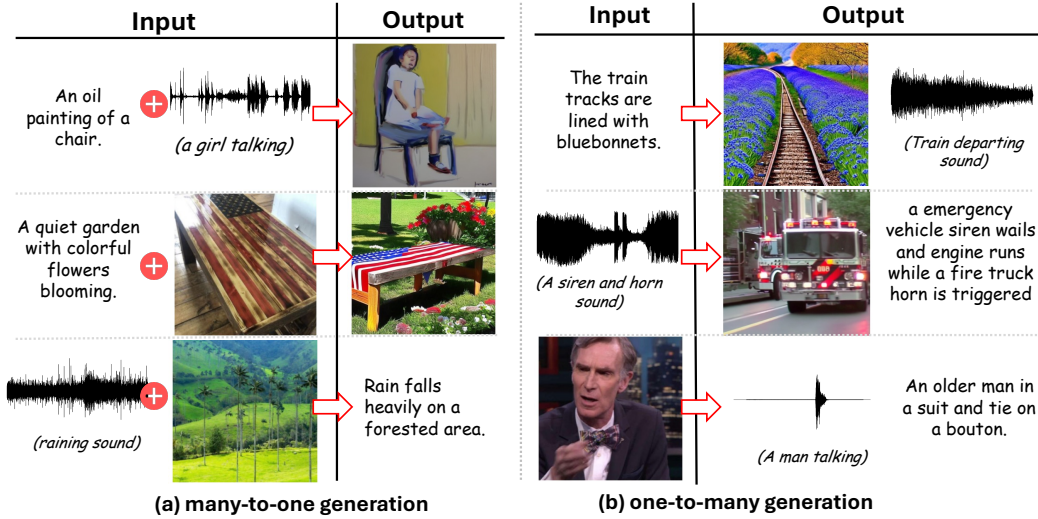 Input
Output
An oil
painting of a
chair.
(a girl talking)
A quiet garden
with colorful
flowers
blooming.
(raining sound)
Rain falls
heavily on a
forested area.
(a) many-to-one generation
Input
Output
The train
tracks are
lined with
bluebonnets.
(Train departing
sound)
(A siren and horn
sound)
a emergency
vehicle siren wails
and engine runs
while a fire truck
horn is triggered
(A man talking)
An older man in
a suit and tie on
a bouton.
(b) one-to-many generation